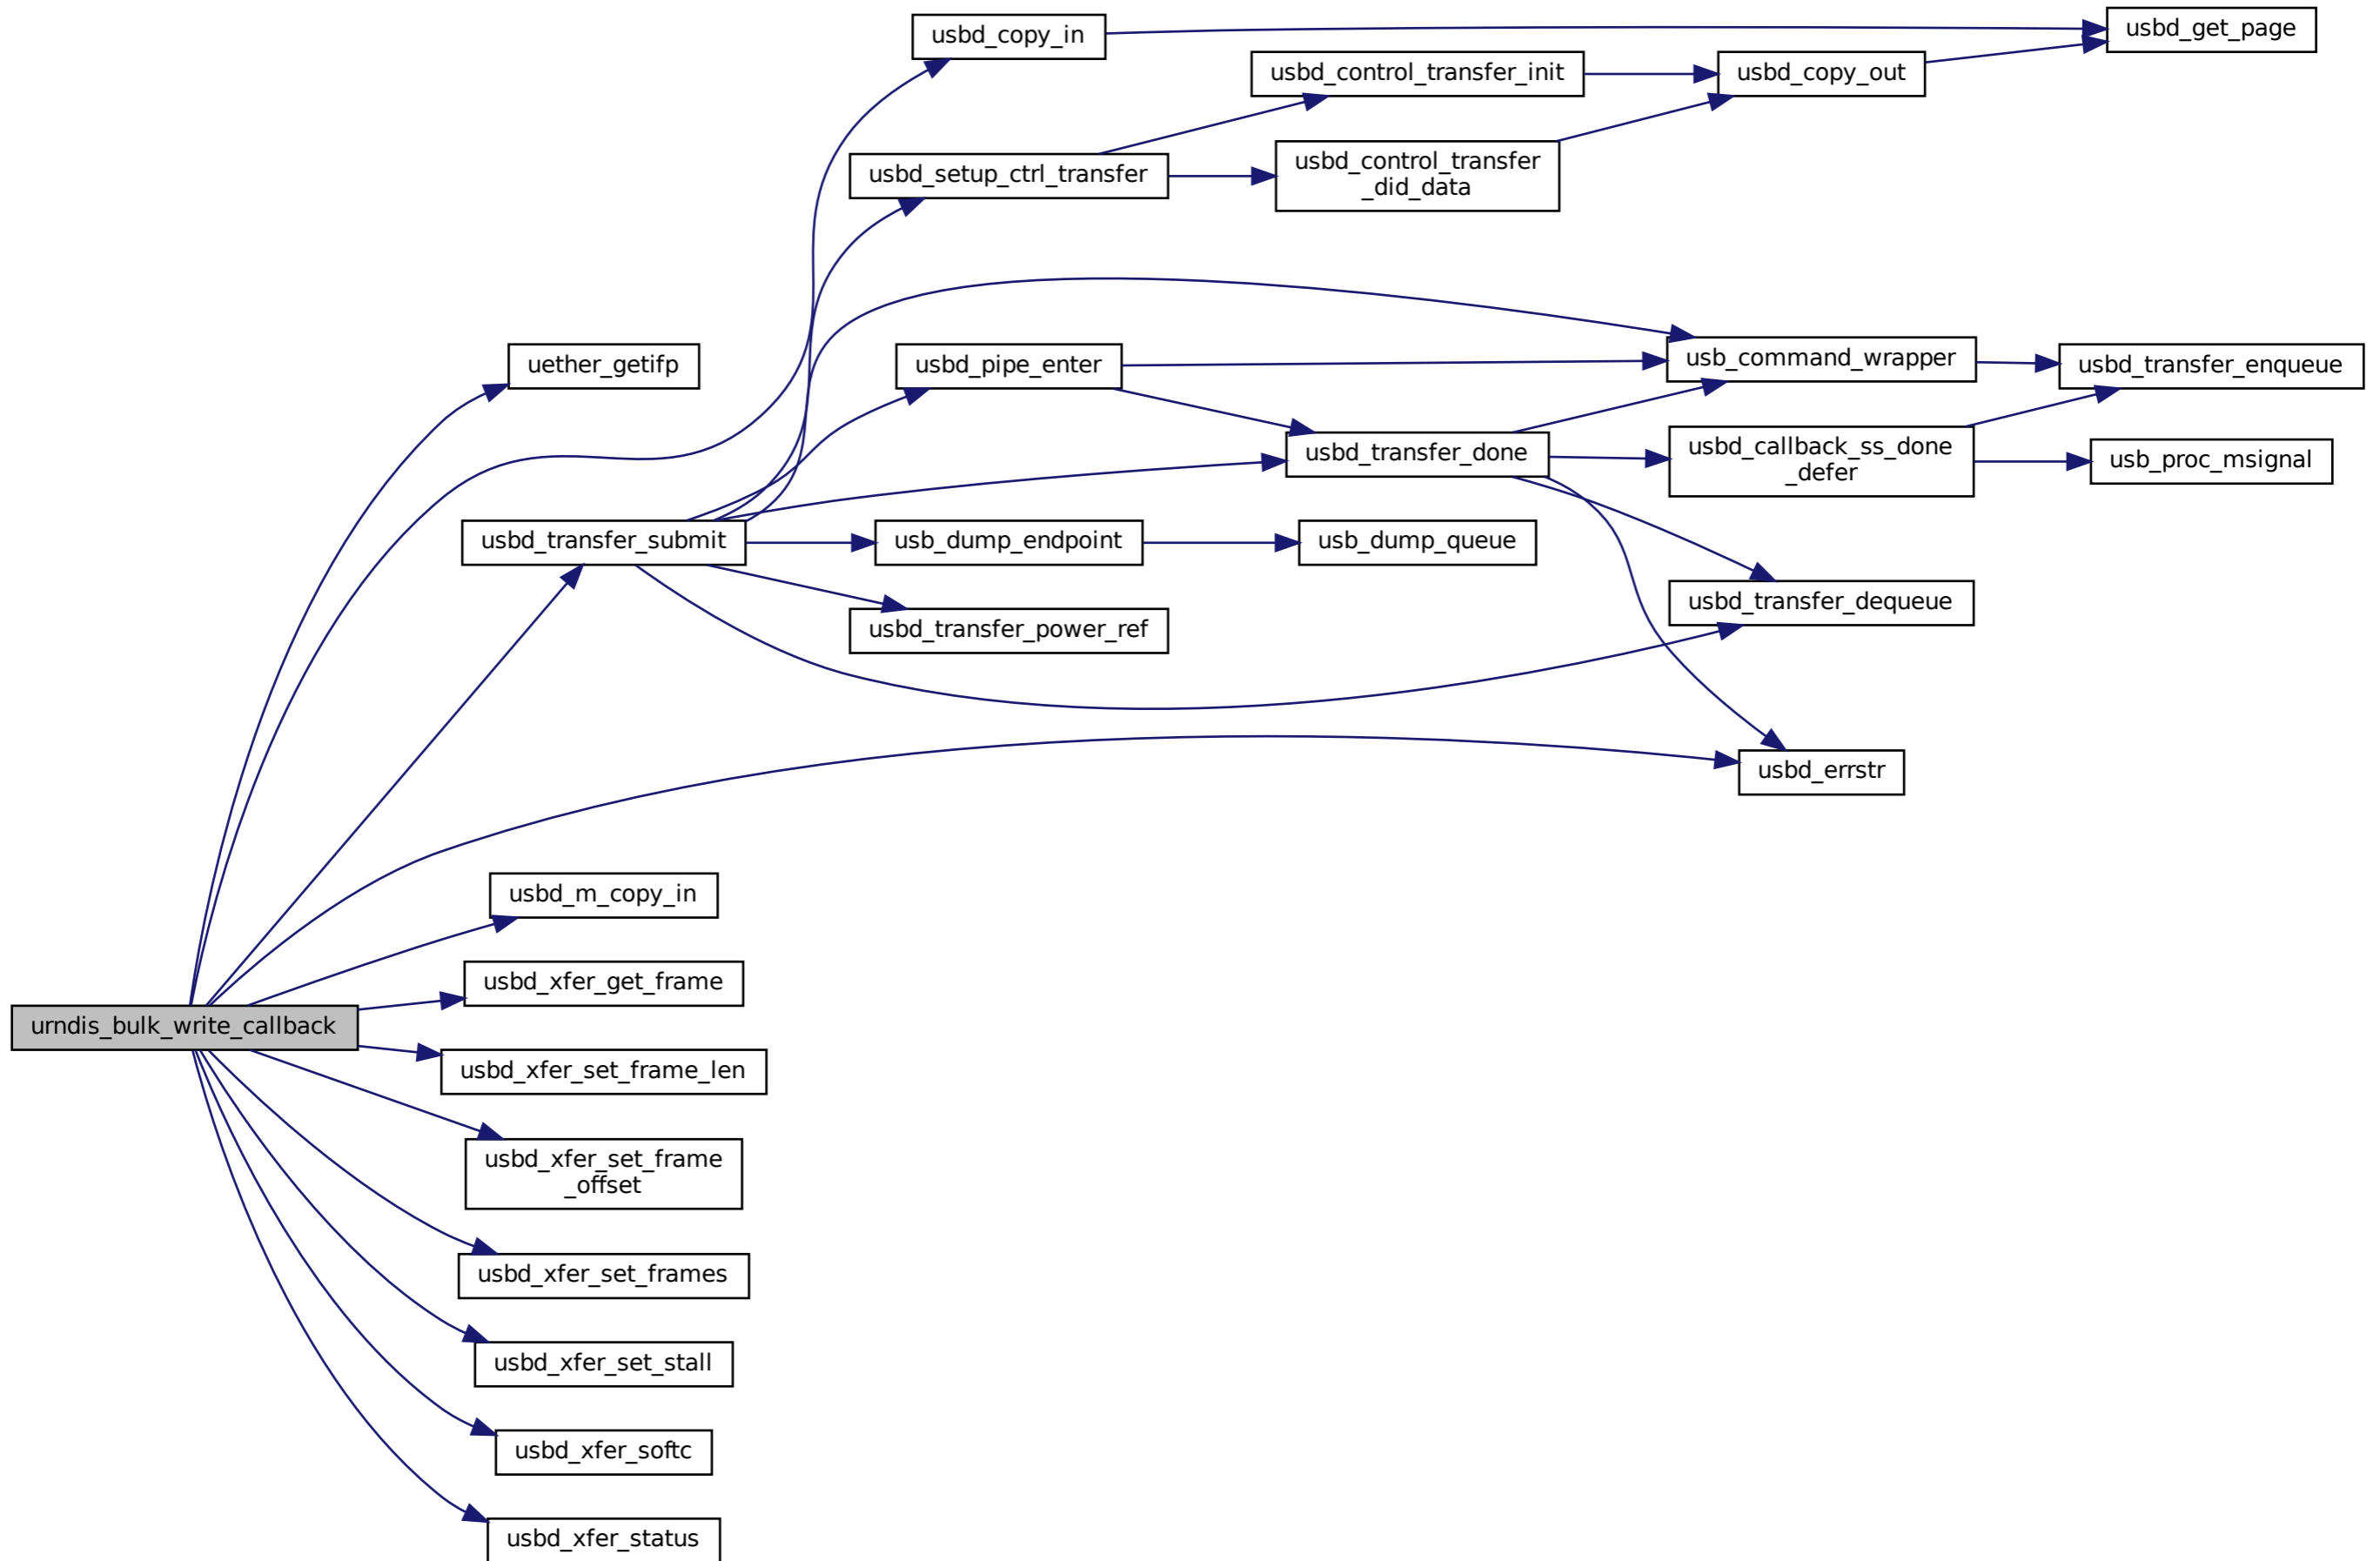 usbd_copy_in
usbd_get_page
usbd_control_transfer_init
usbd_copy_out
usbd_setup_ctrl_transfer
usbd_control_transfer
_did_data
uether_getifp
usbd_pipe_enter
usb_command_wrapper
usbd_transfer_enqueue
usbd_transfer_done
usbd_callback_ss_done
_defer
usb_proc_msignal
usbd_transfer_submit
usb_dump_endpoint
usb_dump_queue
usbd_transfer_power_ref
usbd_transfer_dequeue
usbd_errstr
usbd_m_copy_in
usbd_xfer_get_frame
urndis_bulk_write_callback
usbd_xfer_set_frame_len
usbd_xfer_set_frame
_offset
usbd_xfer_set_frames
usbd_xfer_set_stall
usbd_xfer_softc
usbd_xfer_status